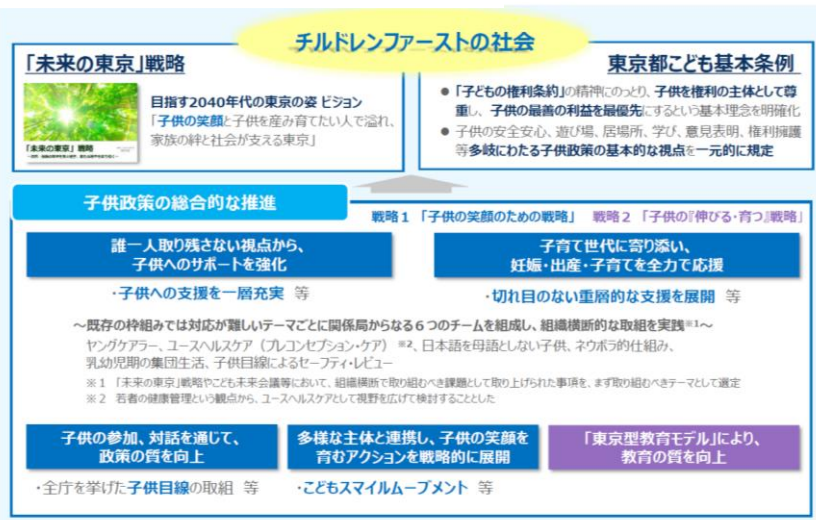 チルドレンファーストの社会
「未来の東京」戦略
目指す2040年代の東京の姿 ビジョン
「子供の笑顔と子供を産み育てたい人で溢れ、
家族の絆と社会が支える東京」
「未来の東京」戦略
東京都こども基本条例
● 「子どもの権利条約」の精神にのっとり、子供を権利の主体として尊
重し、子供の最善の利益を最優先にするという基本理念を明確化
● 子供の安全安心、遊び場、居場所、学び、意見表明、権利擁護
等多岐にわたる子供政策の基本的な視点を一元的に規定
子供政策の総合的な推進
戦略1 「子供の笑顔のための戦略」 戦略2 「子供の『伸びる・育つ』戦略」
誰一人取り残さない視点から、
子供へのサポートを強化
・子供への支援を一層充実 等
子育て世代に寄り添い、
妊娠・出産・子育てを全力で応援
・切れ目のない重層的な支援を展開 等
～既存の枠組みでは対応が難しいテーマごとに関係局からなる6つのチームを組成し、組織横断的な取組を実践※1～
ヤングケアラー、ユースヘルスケア（プレコンセプション・ケア）※2、日本語を母語としない子供、ネウボラ的仕組み、
乳幼児期の集団生活、子供目線によるセーフティ・レビュー
※1 「未来の東京」戦略やこども未来会議等において、組織横断で取り組むべき課題として取り上げられた事項を、まず取り組むべきテーマとして選定
※2 若者の健康管理という観点から、ユースヘルスケアとして視野を広げて検討することとした
子供の参加、対話を通じて、
政策の質を向上
・全庁を挙げた子供目線の取組 等
多様な主体と連携し、子供の笑顔を
育むアクションを戦略的に展開
・こどもスマイルムーブメント 等
「東京型教育モデル」により、
教育の質を向上